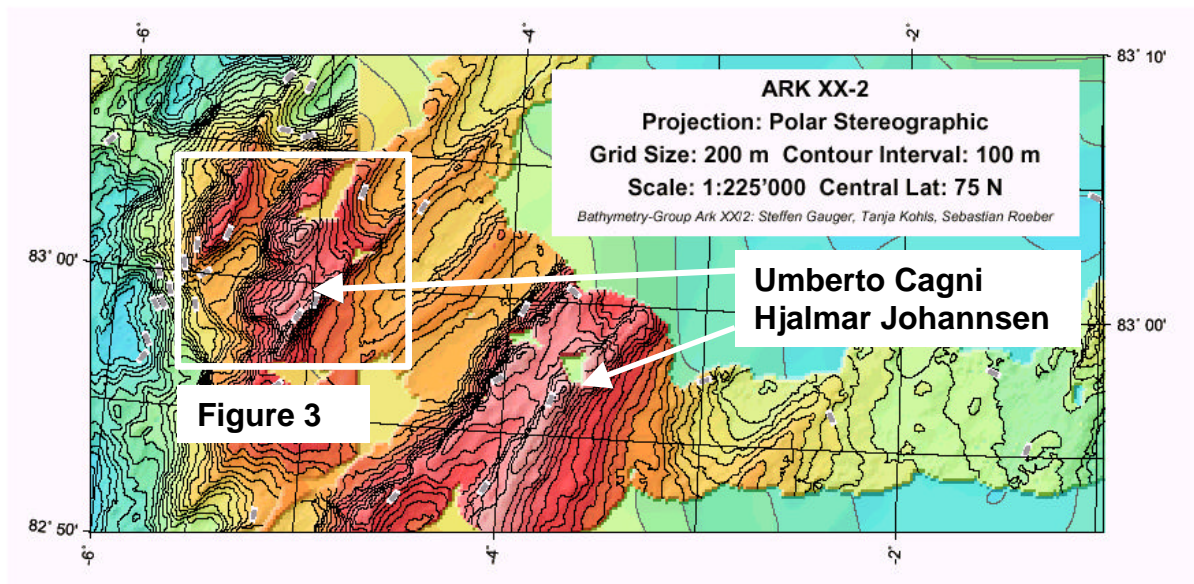 -6° -4° -2°
83° 10'
ARK XX-2
Projection: Polar Stereographic
Grid Size: 200 m Contour Interval: 100 m
Scale: 1:225'000 Central Lat: 75 N
Bathymetry-Group Ark XX/2: Steffen Gauger, Tanja Kohls, Sebastian Roeber
83° 00'
Umberto Cagni
Hjalmar Johannsen
83° 00'
Figure 3
82° 50'
-6° -4° -2°